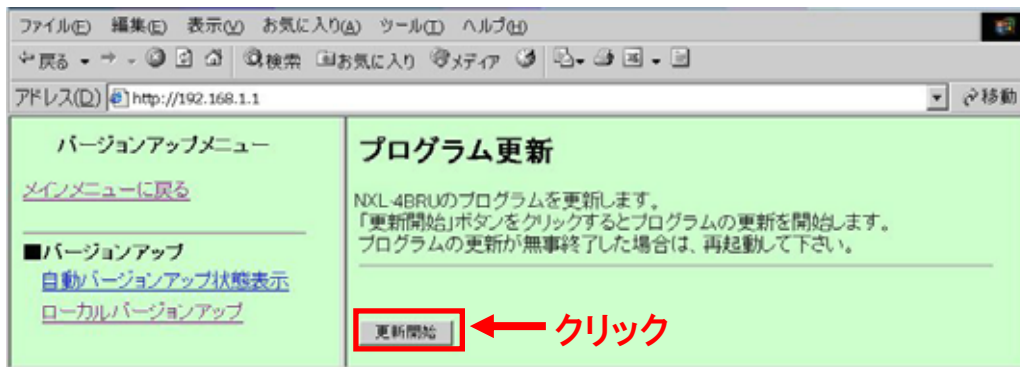 ファイル(E) 編集(E) 表示(V) お気に入り(A) ツール(T) ヘルプ(H)
戻る 検索 お気に入り メディア
アドレス(D) http://192.168.1.1 移動
バージョンアップメニュー
メインメニューに戻る
■バージョンアップ
自動バージョンアップ状態表示
ローカルバージョンアップ
プログラム更新
NXL-4BRUのプログラムを更新します。
「更新開始」ボタンをクリックするとプログラムの更新を開始します。
プログラムの更新が無事終了した場合は、再起動して下さい。
更新開始
クリック